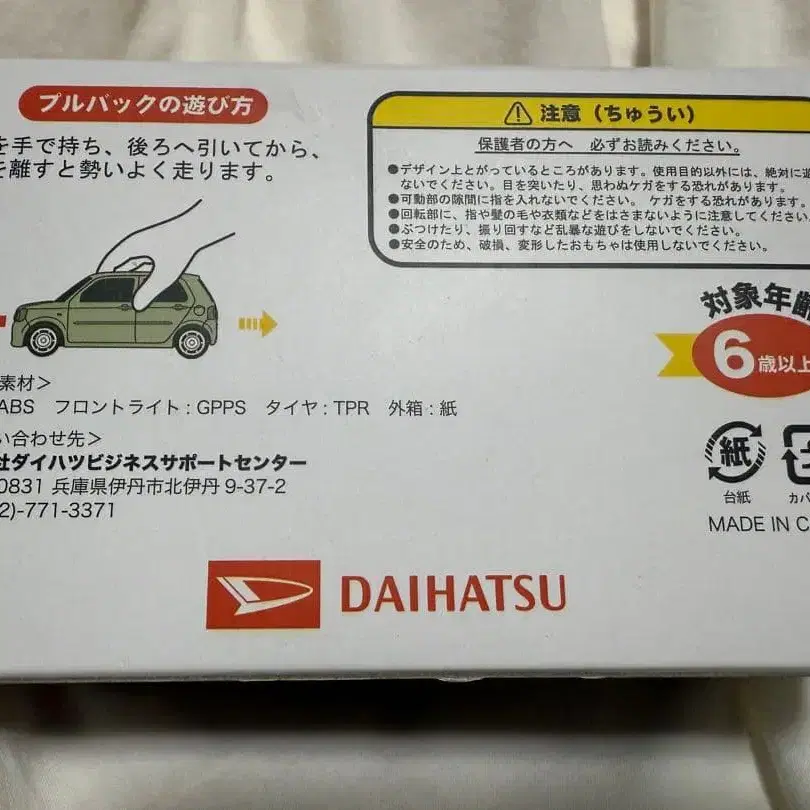 プルバックの遊び方
を手で持ち、後ろへ引いてから、
を離すと勢いよく走ります。
注意（ちゅうい）
保護者の方へ 必ずお読みください。
●デザイン上とがっているところがあります。使用目的以外には、絶対に遊
ないでください。目を突いたり、思わぬケガをする恐れがあります。
●可動部の隙間に指を入れないでください。ケガをする恐れがあります。
●回転部に、指や髪の毛や衣類などをはさまないように注意してください
●ぶつけたり、振り回すなど乱暴な遊びをしないでください。
●安全のため、破損、変形したおもちゃは使用しないでください。
対象年齢
6歳以上
素材＞
ABS フロントライト：GPPS タイヤ：TPR 外箱：紙
い合わせ先＞
社ダイハツビジネスサポートセンター
0831 兵庫県伊丹市北伊丹 9-37-2
2)-771-3371
紙
台紙
カバ
MADE IN C
DAIHATSU